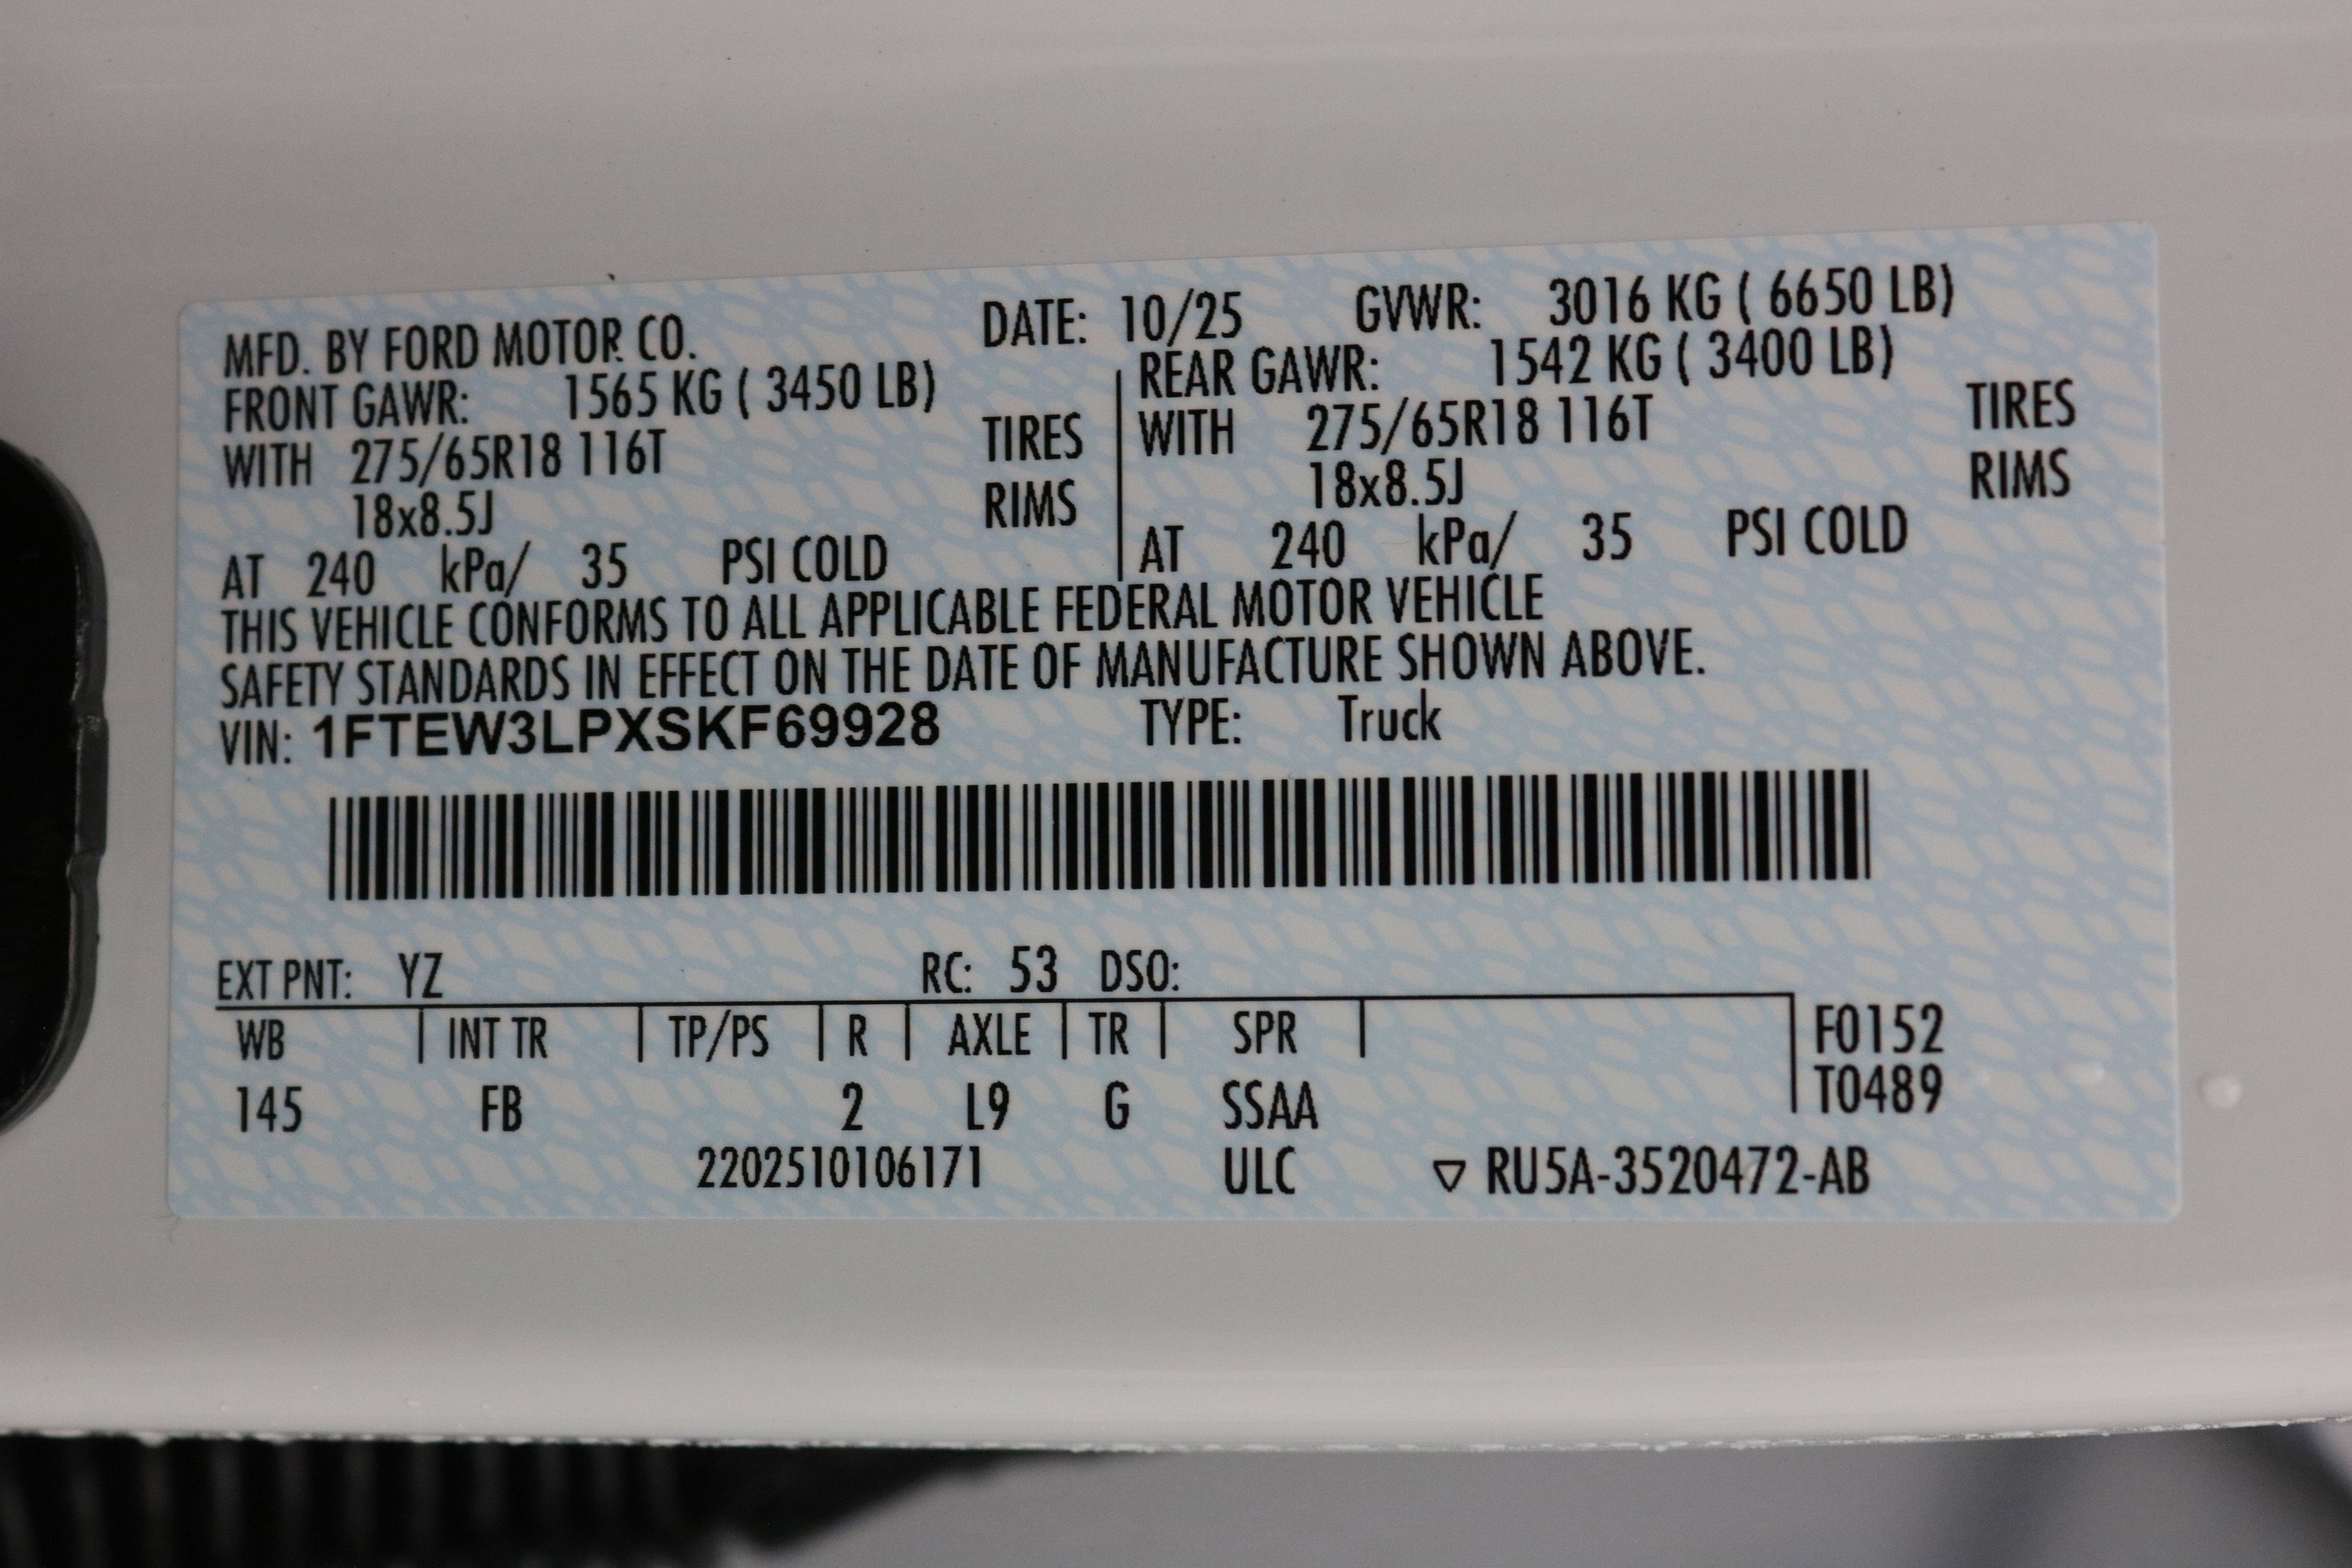 MFD. BY FORD MOTOR CO. DATE: 10/25 GVWR: 3016 KG ( 6650 LB)
FRONT GAWR: 1565 KG ( 3450 LB) REAR GAWR: 1542 KG ( 3400 LB)
WITH 275/65R18 116T TIRES WITH 275/65R18 116T TIRES
18x8.5J RIMS 18x8.5J RIMS
AT 240 kPa/ 35 PSI COLD AT 240 kPa/ 35 PSI COLD
THIS VEHICLE CONFORMS TO ALL APPLICABLE FEDERAL MOTOR VEHICLE
SAFETY STANDARDS IN EFFECT ON THE DATE OF MANUFACTURE SHOWN ABOVE.
VIN: 1FTEW3LPXSKF69928 TYPE: Truck
EXT PNT: YZ RC: 53 DSO:
WB INT TR TP/PS R AXLE TR SPR F0152
145 FB 2 L9 G SSAA T0489
2202510106171 ULC ▽ RU5A-3520472-AB